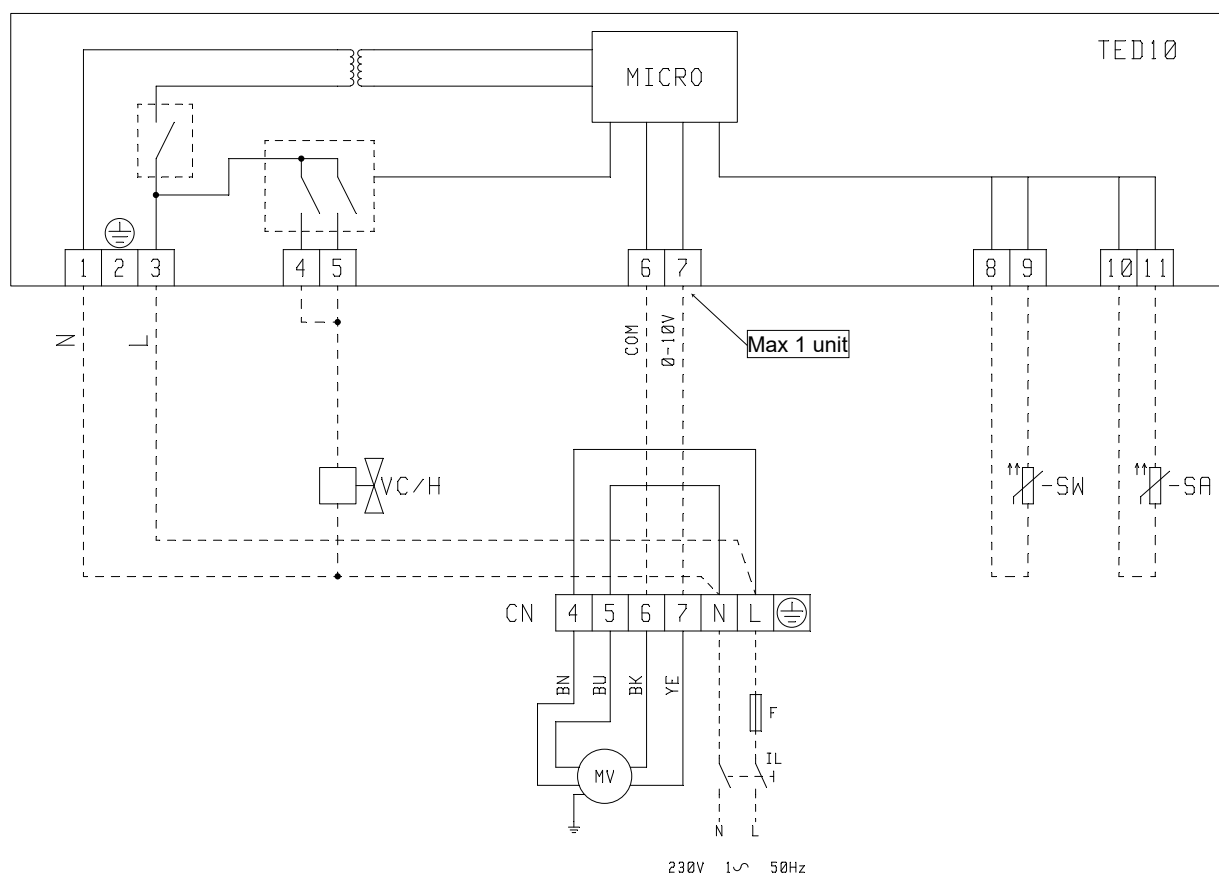 TED10
MICRO
1 2 3 4 5 6 7 8 9 10 11
N L COM 0-10V
Max 1 unit
VC/H
SW
SA
CN 4 5 6 7 N L
BN BU BK YE
F
IL
MV
N L
230V 1~ 50Hz